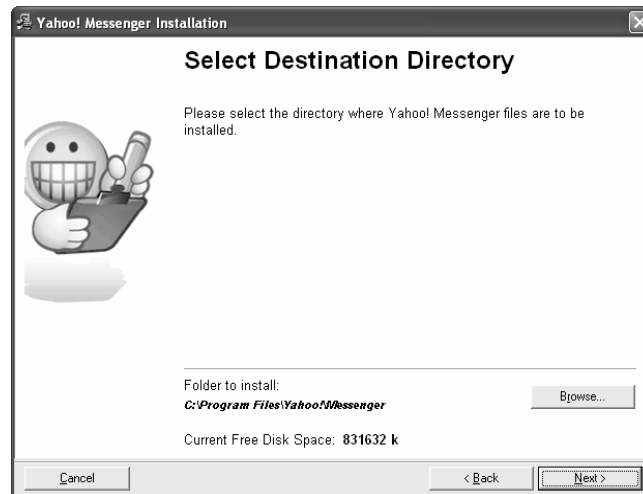 Yahoo! Messenger Installation
Select Destination Directory
Please select the directory where Yahoo! Messenger files are to be
installed.
Folder to install:
C:\Program Files\Yahoo!\Messenger
Browse...
Current Free Disk Space: 831632 k
Cancel
< Back
Next >